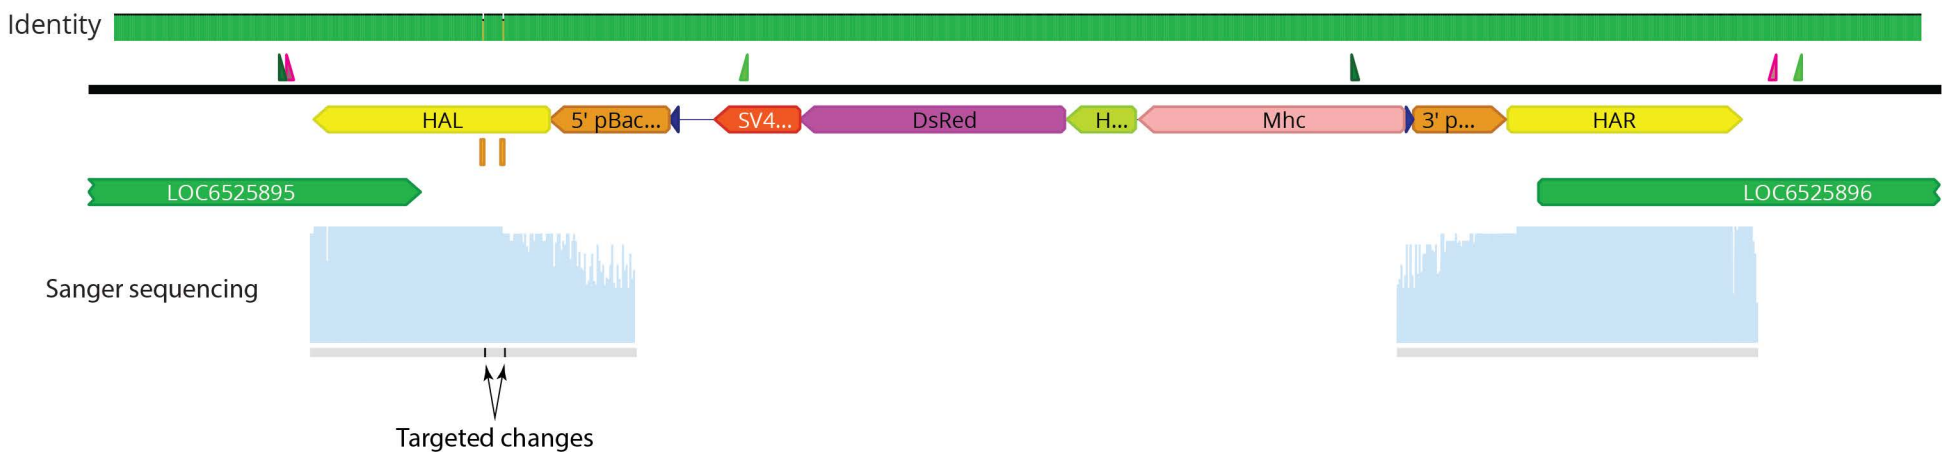 Identity
HAL
5' pBac...
SV4...
DsRed
H...
Mhc
3' p...
HAR
LOC6525895
LOC6525896
Sanger sequencing
Targeted changes